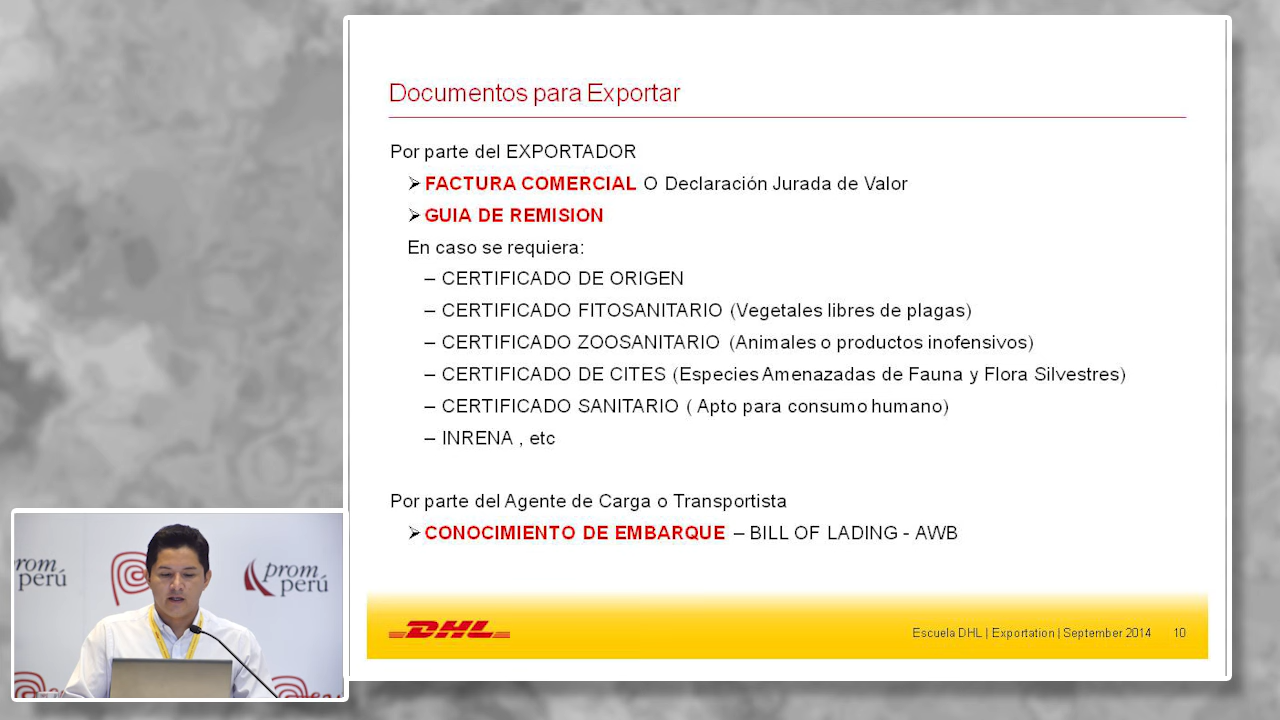 Documentos para Exportar
Por parte del EXPORTADOR
FACTURA COMERCIAL O Declaración Jurada de Valor
GUIA DE REMISION
En caso se requiera:
– CERTIFICADO DE ORIGEN
– CERTIFICADO FITOSANITARIO (Vegetales libres de plagas)
– CERTIFICADO ZOOSANITARIO (Animales o productos inofensivos)
– CERTIFICADO DE CITES (Especies Amenazadas de Fauna y Flora Silvestres)
– CERTIFICADO SANITARIO ( Apto para consumo humano)
– INRENA , etc
Por parte del Agente de Carga o Transportista
CONOCIMIENTO DE EMBARQUE – BILL OF LADING - AWB
DHL
Escuela DHL | Exportation | September 2014 10
rom
perú
prom
perú